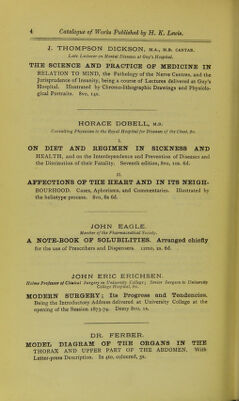 4 Catalogue of Works Published by H. K. Lewis.
J. THOMPSON DICKSON, M.A., M.B. CANTAB.
Late Lecturer on Mental Diseases at Guy's Hospital.
THE SCIENCE AND PRACTICE OF MEDICINE IN
RELATION TO MIND, the Pathology of the Nerve Centres, and the
Jurisprudence of Insanity, being a course of Lectures delivered at Guy's
Hospital. Illustrated by Chromo-lithographic Drawings and Physiolo-
gical Portraits. 8vo, 14s.
HORACE DOBELL, M.D.
Consulting Physician to the Royal Hospital for Diseases of the Chest, &c.
I.
ON DIET AND REGIMEN IN SICKNESS AND
HEALTH, and on the Interdependence and Prevention of Diseases and
the Diminution of their Fatality. Seventh edition, 8vo, 10s. 6d.
II.
AFFECTIONS OF THE HEART AND IN ITS NEIGH-
BOURHOOD. Cases, Aphorisms, and Commentaries. Illustrated by
the heliotype process. 8vo, 6s 6d.
JOHN EAGLE.
Member of the Pharmaceutical Society.
A NOTE-BOOK OF SOLUBILITIES. Arranged chiefly
for the use of Prescribers and Dispensers. 12mo, 2s. 6d.
JOHN ERIC ERICHSEN.
Holme Professor of Clinical Surgery in University College; Senior Surgeon to University
College Hospital, &c.
MODERN SURGERY; Its Progress and Tendencies.
Being the Introductory Address delivered at University College at the
opening of the Session 1873-74. Demy 8vo, 1s.
DR. FERBER.
MODEL DIAGRAM OF THE ORGANS IN THE
THORAX AND UPPER PART OF THE ABDOMEN. With
Letter-press Description. In 4to, coloured, 5s.